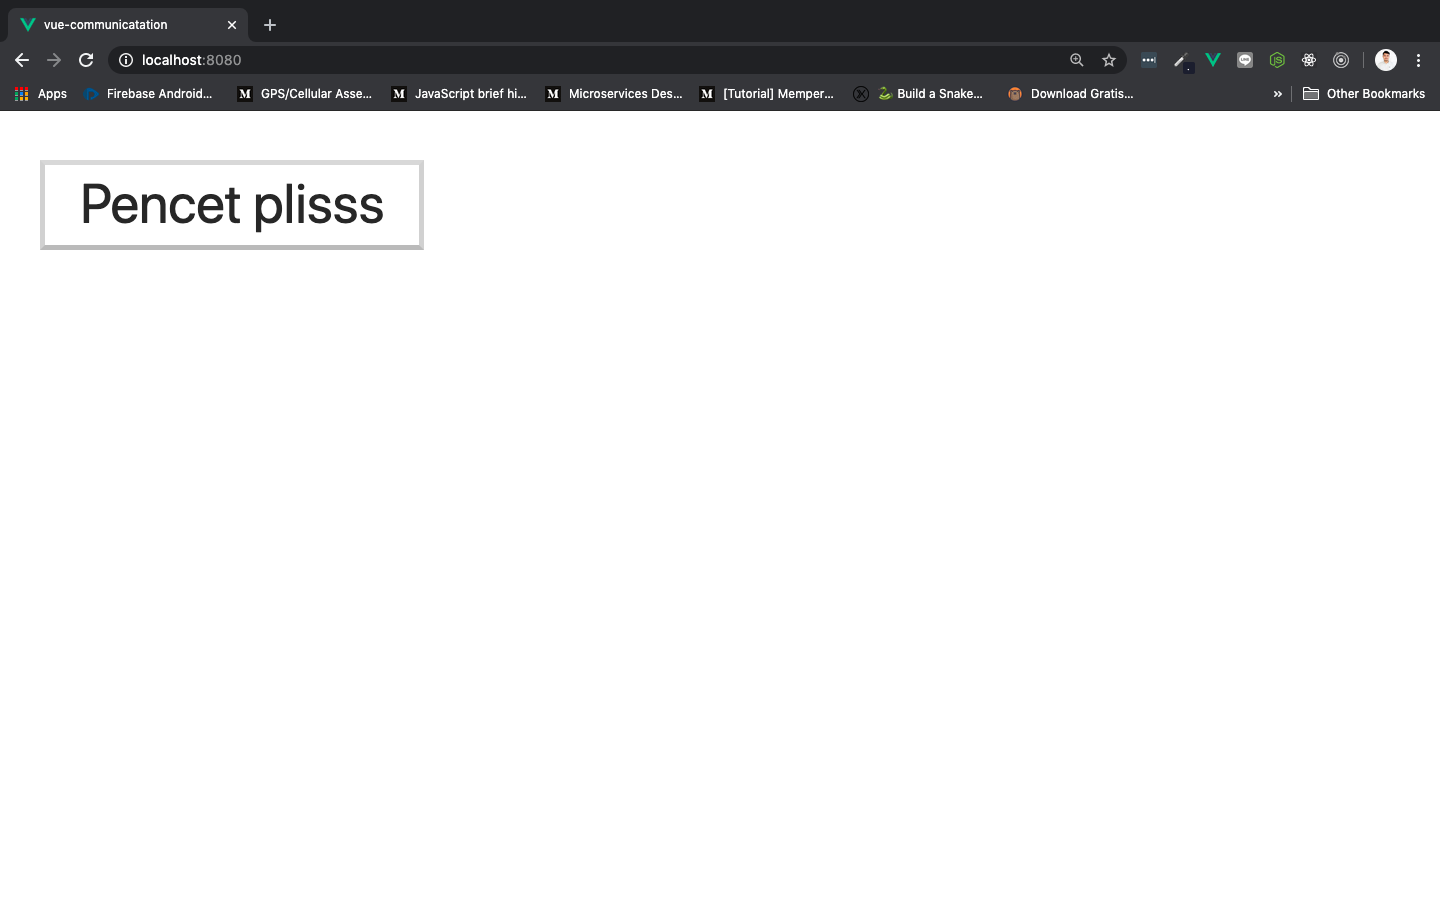 vue-communicatation
localhost:8080
Apps Firebase Android... GPS/Cellular Asse... JavaScript brief hi... Microservices Des... [Tutorial] Memper... Build a Snake... Download Gratis... » Other Bookmarks
Pencet plisss